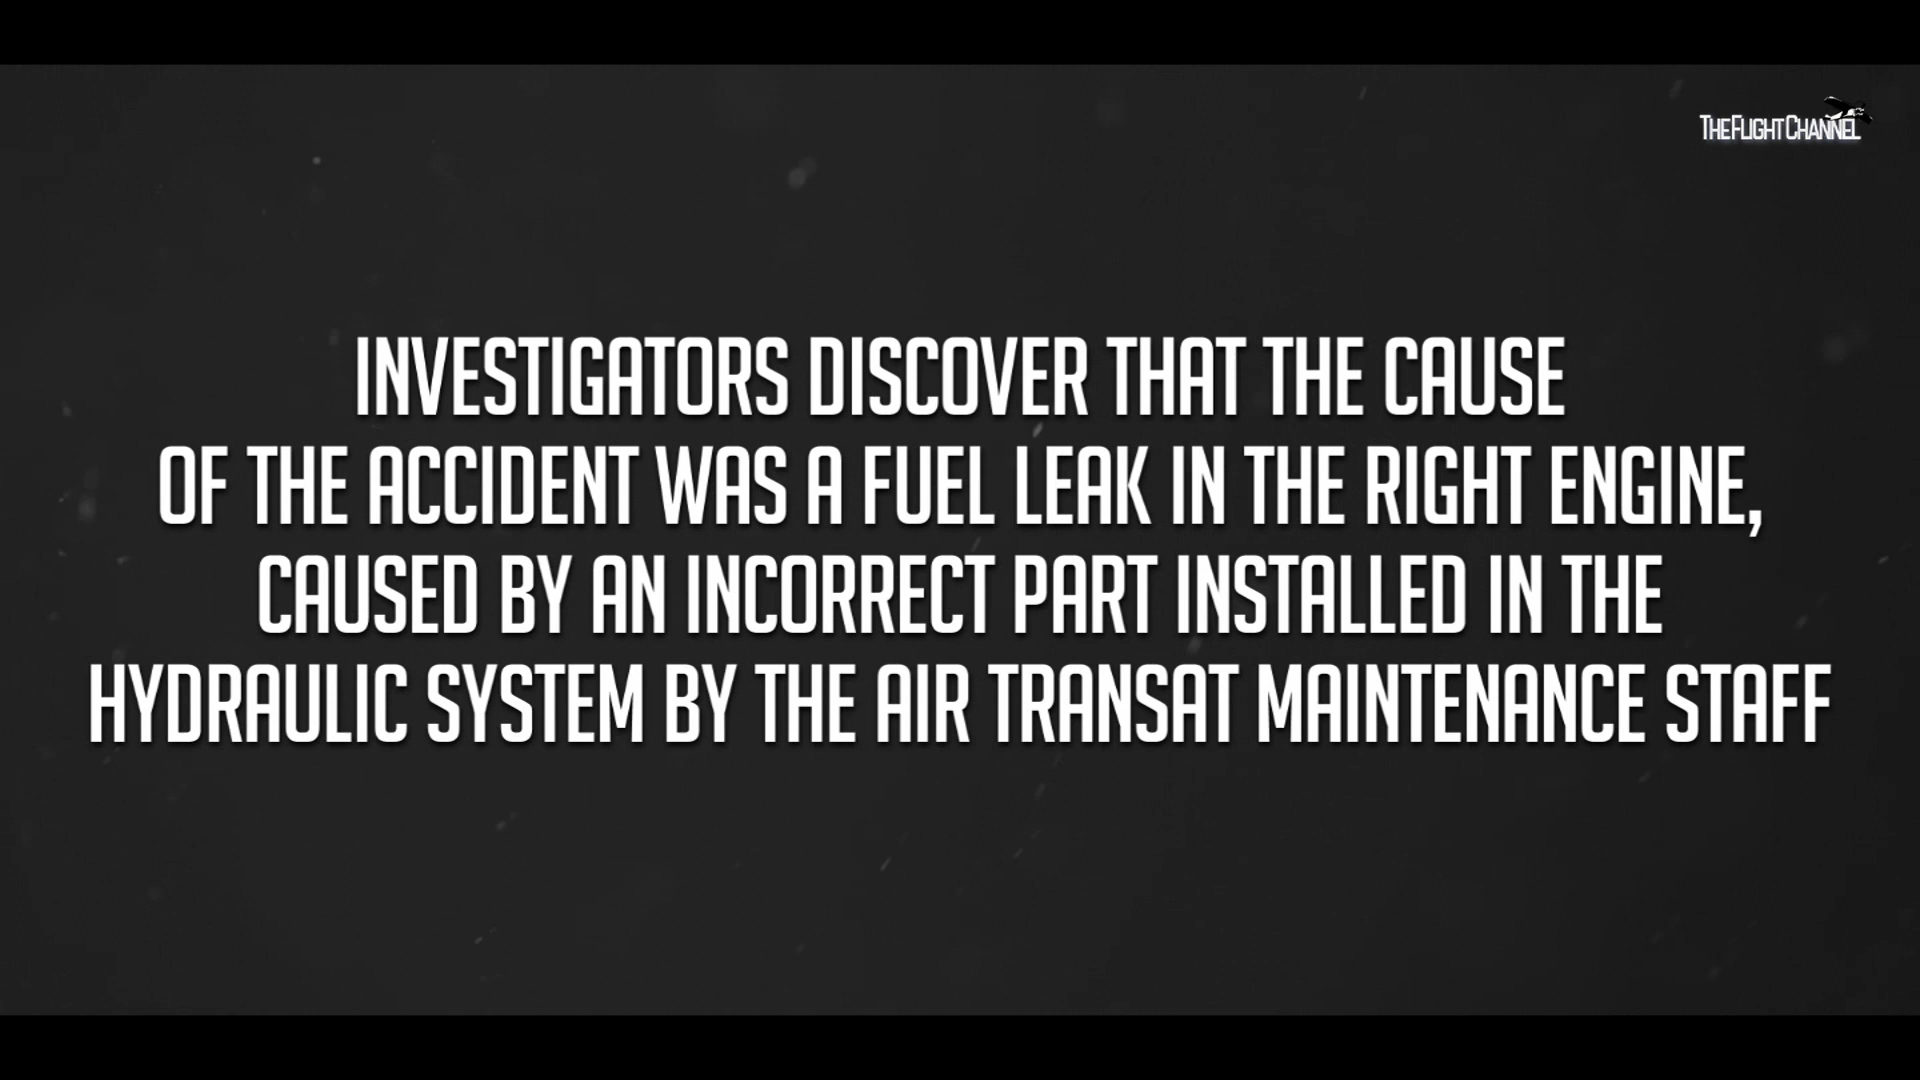 TheFlightChannel
INVESTIGATORS DISCOVER THAT THE CAUSE
OF THE ACCIDENT WAS A FUEL LEAK IN THE RIGHT ENGINE,
CAUSED BY AN INCORRECT PART INSTALLED IN THE
HYDRAULIC SYSTEM BY THE AIR TRANSAT MAINTENANCE STAFF